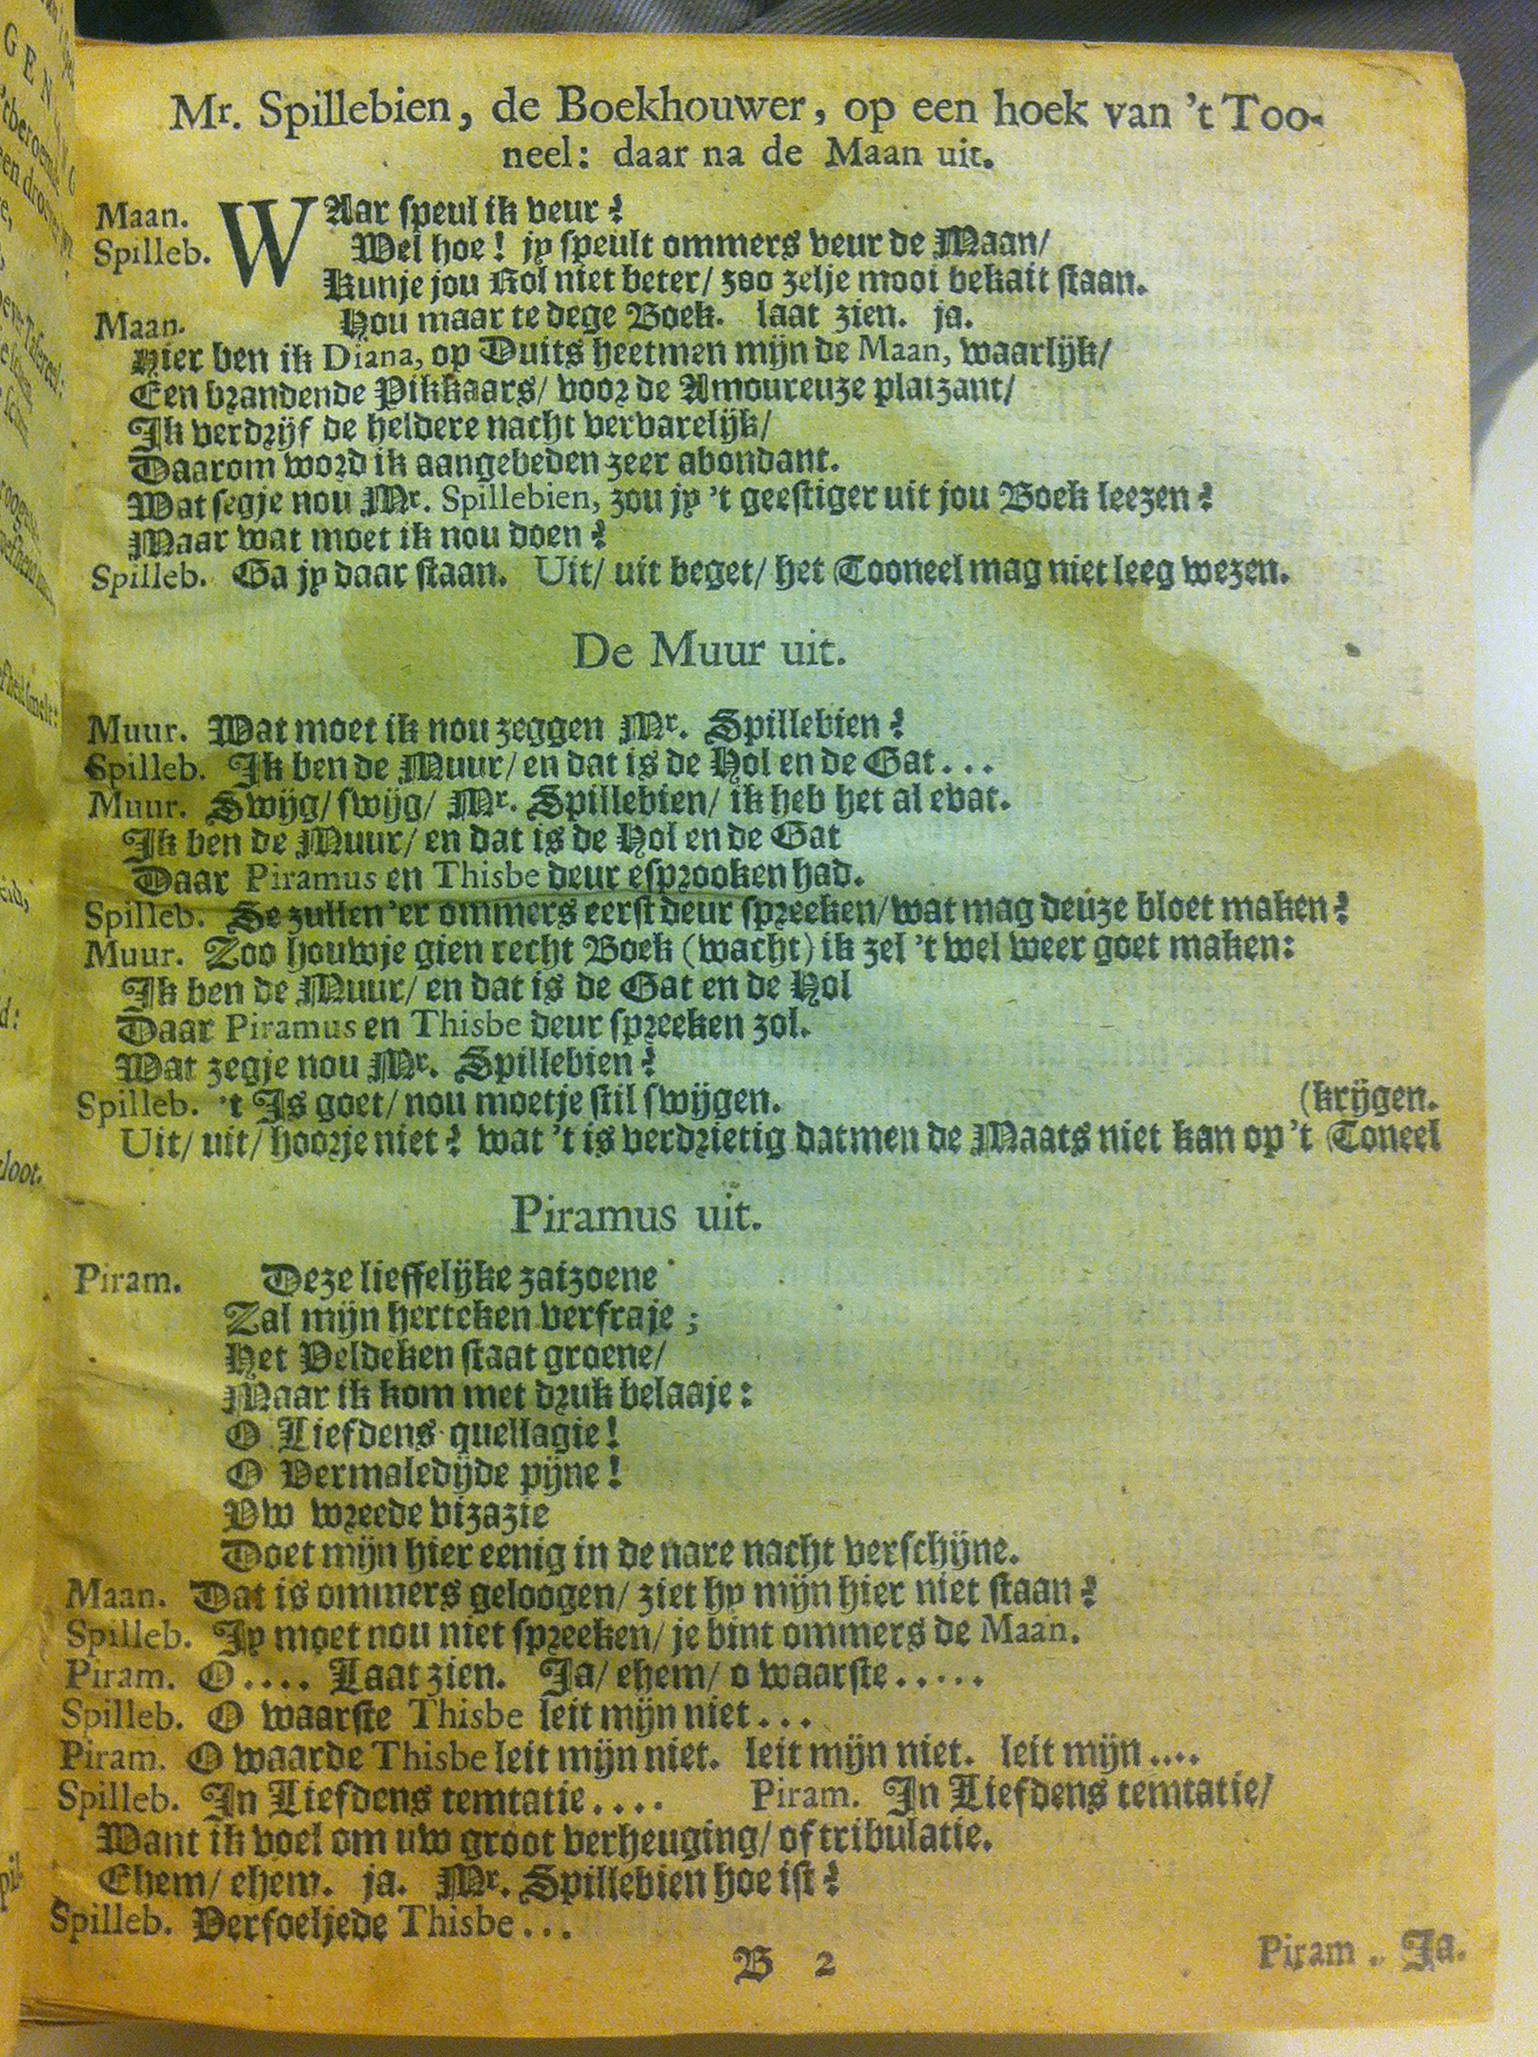 Mr. Spillebien, de Boekhouwer, op een hoek van 't Too-
neel: daar na de Maan uit.
Maan. WAar speul ik veur?
Spilleb. Wel hoe! jy speult ommers veur de Maan/
Kunje jou Rol niet beter/ zoo zelje mooi bekait staan.
Maan. Hou maar te dege Boek. laat zien. ja.
Hier ben ik Diana, op Duits heetmen mijn de Maan, waarlijk/
Een brandende Pikkaars/ voor de Amoureuze plaizant/
Ik verdrijf de heldere nacht vervarelijk/
Daarom word ik aangebeden zeer abondant.
Wat segje nou Mr. Spillebien, zou jy 't geestiger uit jou Boek leezen?
Maar wat moet ik nou doen?
Spilleb. Ga jy daar staan. Uit/ uit beget/ het Tooneel mag niet leeg wezen.
De Muur uit.
Muur. Wat moet ik nou zeggen Mr. Spillebien?
Spilleb. Ik ben de Muur/ en dat is de Hol en de Gat...
Muur. Swijg/ swijg/ Mr. Spillebien/ ik heb het al evat.
Ik ben de Muur/ en dat is de Hol en de Gat
Daar Piramus en Thisbe deur esprooken had.
Spilleb. Se zullen 'er ommers eerst deur spreeken/ wat mag deuze bloet maken?
Muur. Zoo houwje gien recht Boek (wacht) ik zel 't wel weer goet maken:
Ik ben de Muur/ en dat is de Gat en de Hol
Daar Piramus en Thisbe deur spreeken zol.
Wat zegje nou Mr. Spillebien?
Spilleb. 't Is goet/ nou moetje stil swijgen. (krijgen.
Uit/ uit/ hoorje niet? wat 't is verdrietig datmen de Maats niet kan op 't Toneel
Piramus uit.
Piram. Deze lieffelijke zaizoene
Zal mijn herteken verfraje;
Het Veldeken staat groene/
Maar ik kom met druk belaaje:
O Liefdens quellagie!
O Vermaledijde pijne!
Uw wreede vizazie
Doet mijn hier eenig in de nare nacht verschijne.
Maan. Dat is ommers geloogen/ ziet hy mijn hier niet staan?
Spilleb. Jy moet nou niet spreeken/ je bint ommers de Maan.
Piram. O.... Laat zien. Ja/ ehem/ o waarste.....
Spilleb. O waarste Thisbe leit mijn niet...
Piram. O waarde Thisbe leit mijn niet. leit mijn niet. leit mijn....
Spilleb. In Liefdens temtatie.... Piram. In Liefdens temtatie/
Want ik voel om uw groot verheuging/ of tribulatie.
Ehem/ ehem. ja. Mr. Spillebien hoe ist?
Spilleb. Verfoeljede Thisbe...
B 2
Piram. Ja.